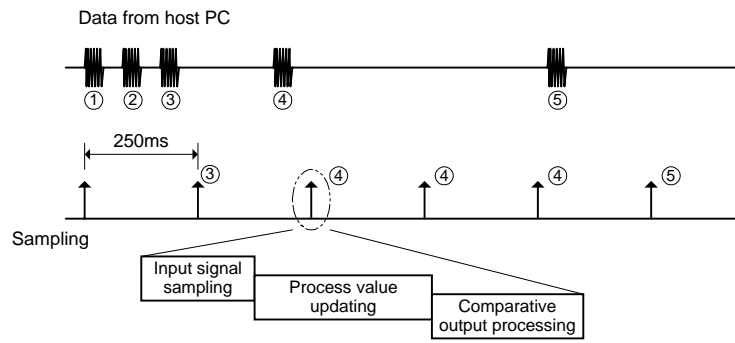 Data from host PC
① ② ③ ④ ⑤
250ms
③ ④ ④ ④ ⑤
Sampling
Input signal
sampling
Process value
updating
Comparative
output processing